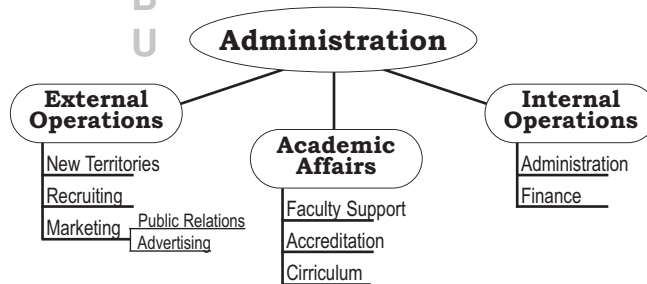 B
U
Administration
External
Operations
New Territories
Recruiting
Marketing
Public Relations
Advertising
Academic
Affairs
Faculty Support
Accreditation
Cirriculum
Internal
Operations
Administration
Finance